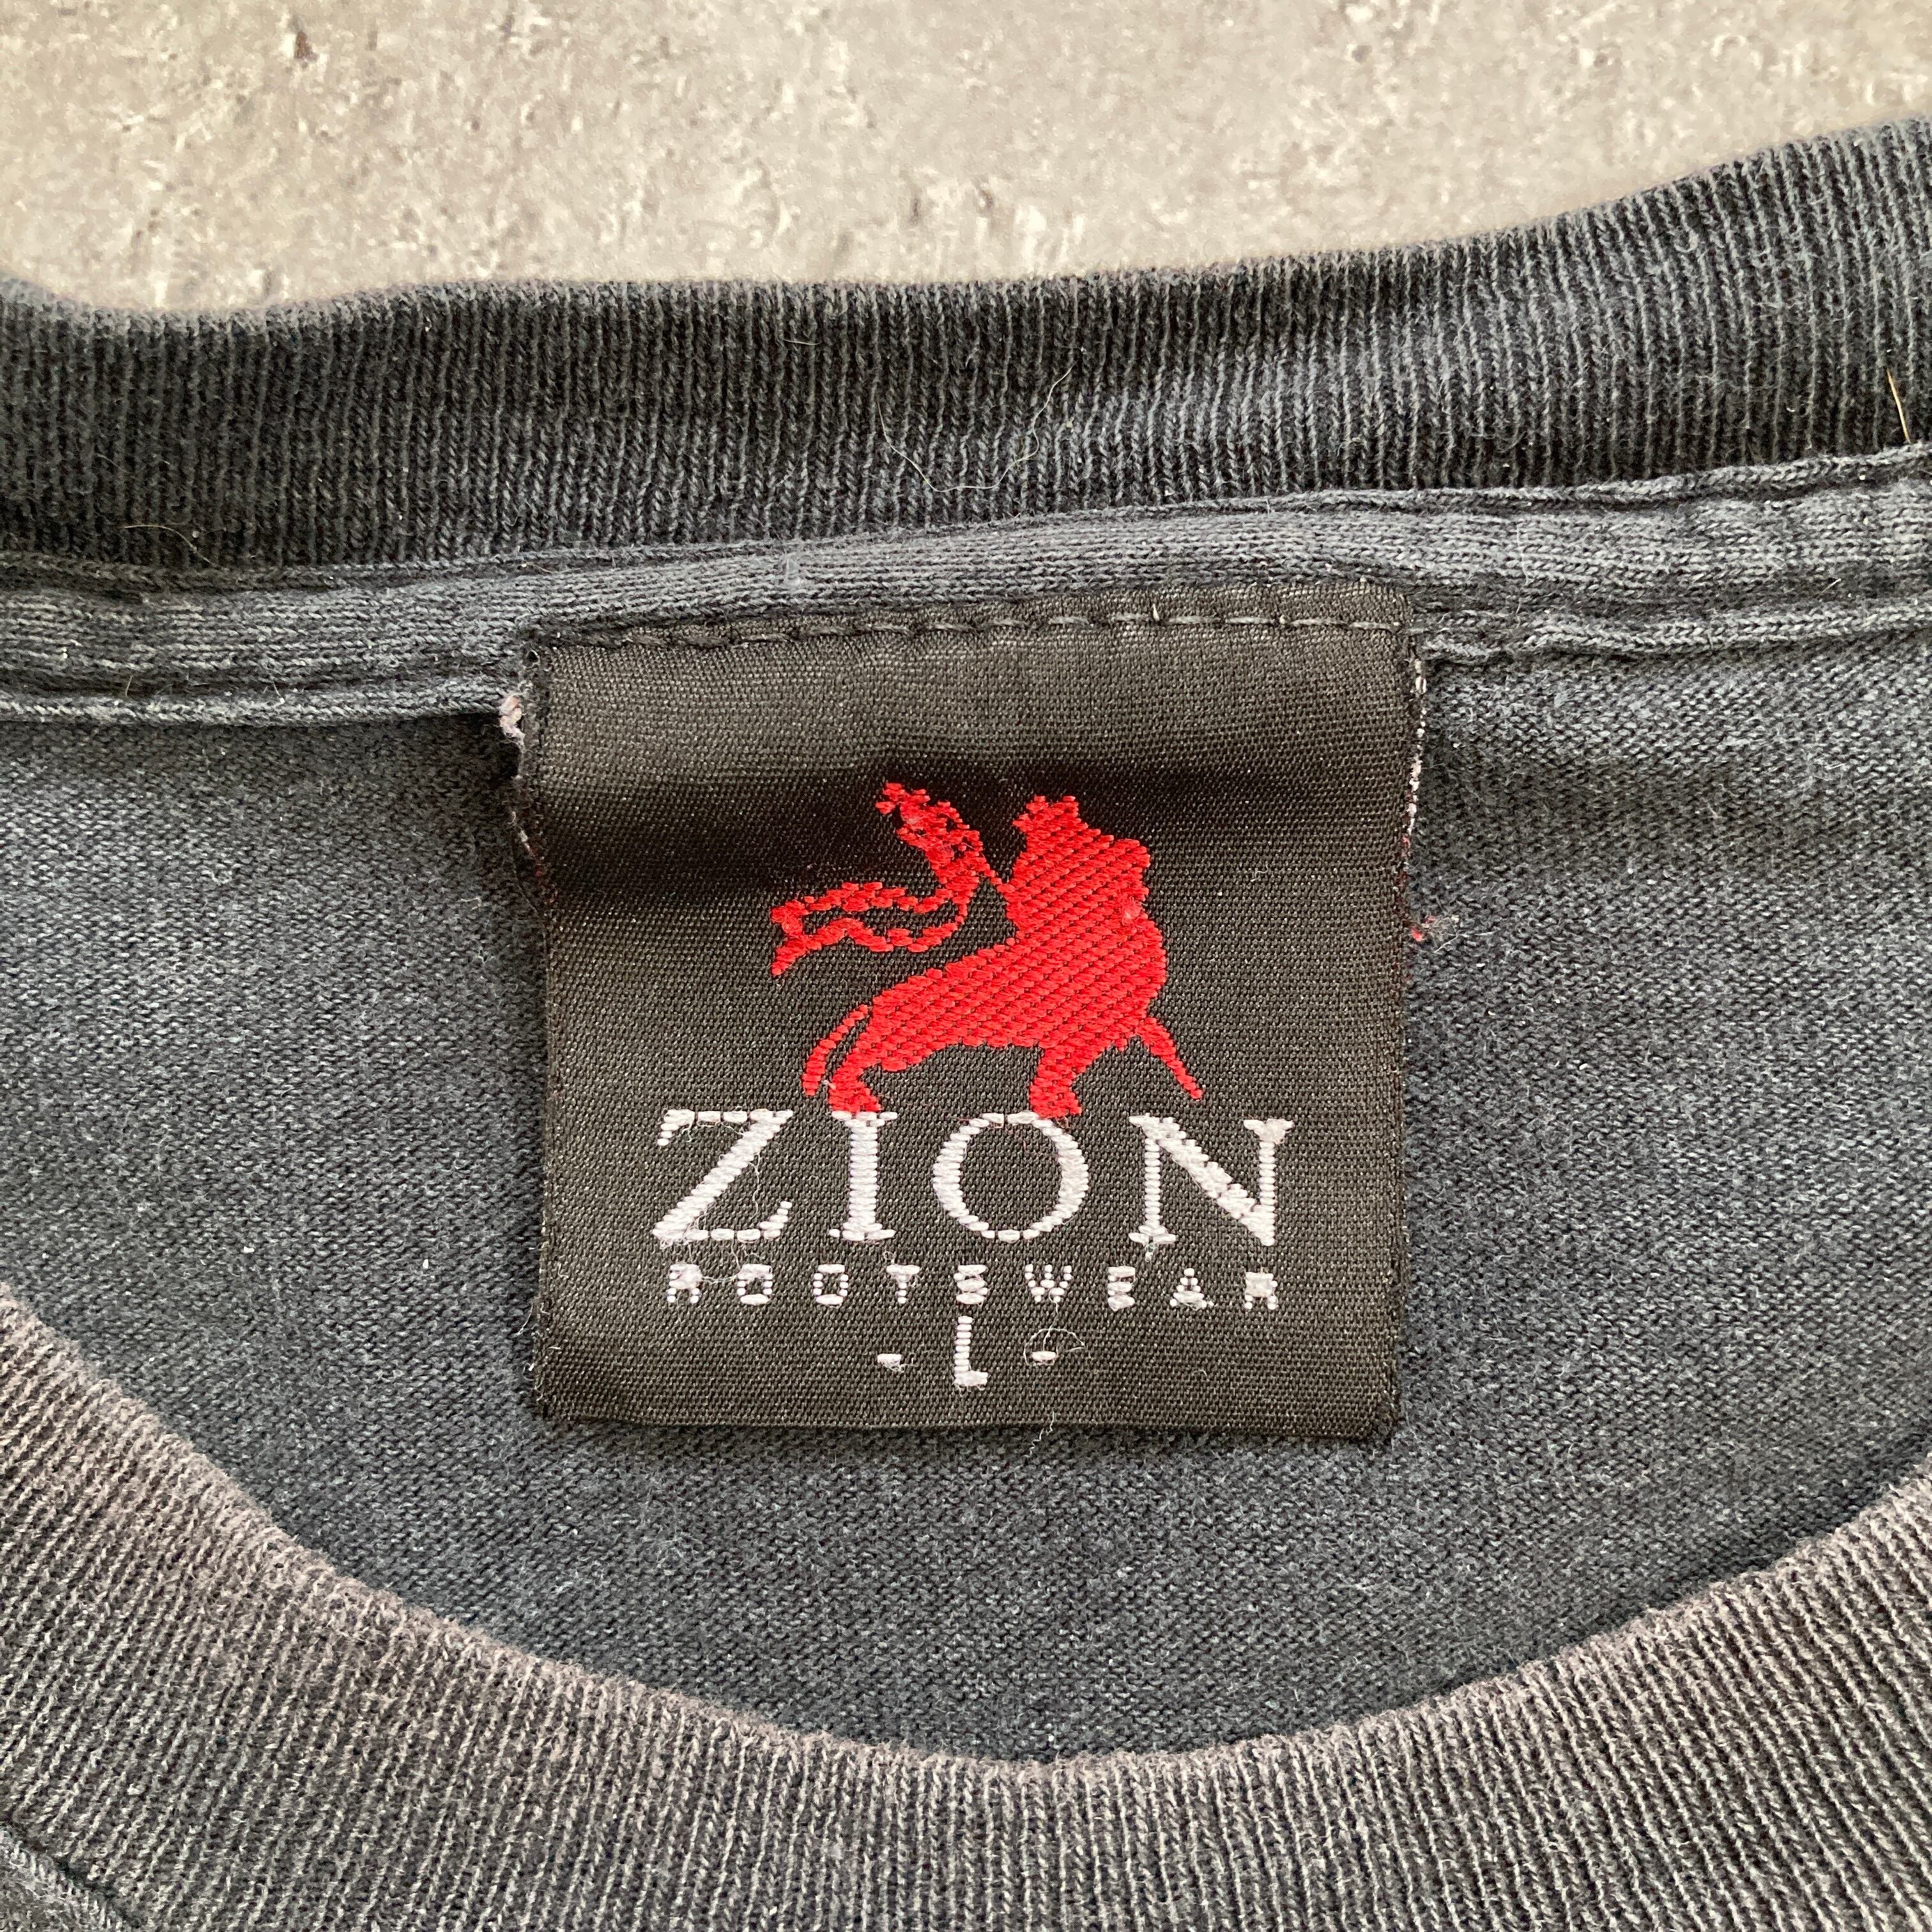 ZION
ROOTSWEAR
- L -